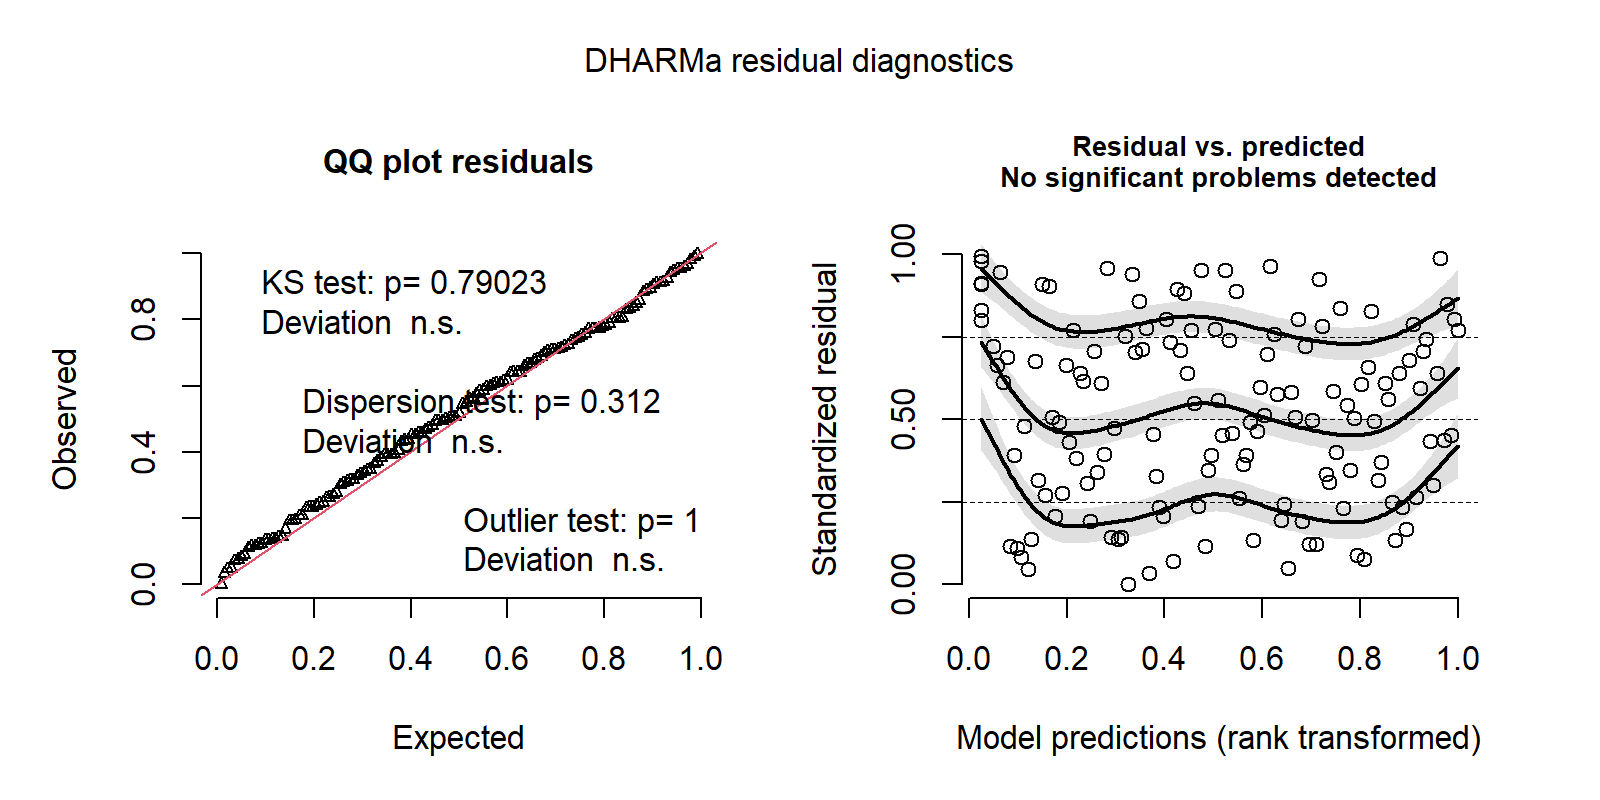 DHARMa residual diagnostics
QQ plot residuals
KS test: p= 0.79023
Deviation  n.s.
Dispersion test: p= 0.312
Deviation  n.s.
Outlier test: p= 1
Deviation  n.s.
Observed
0.0 0.4 0.8
0.0 0.2 0.4 0.6 0.8 1.0
Expected
Residual vs. predicted
No significant problems detected
Standardized residual
0.00 0.50 1.00
0.0 0.2 0.4 0.6 0.8 1.0
Model predictions (rank transformed)